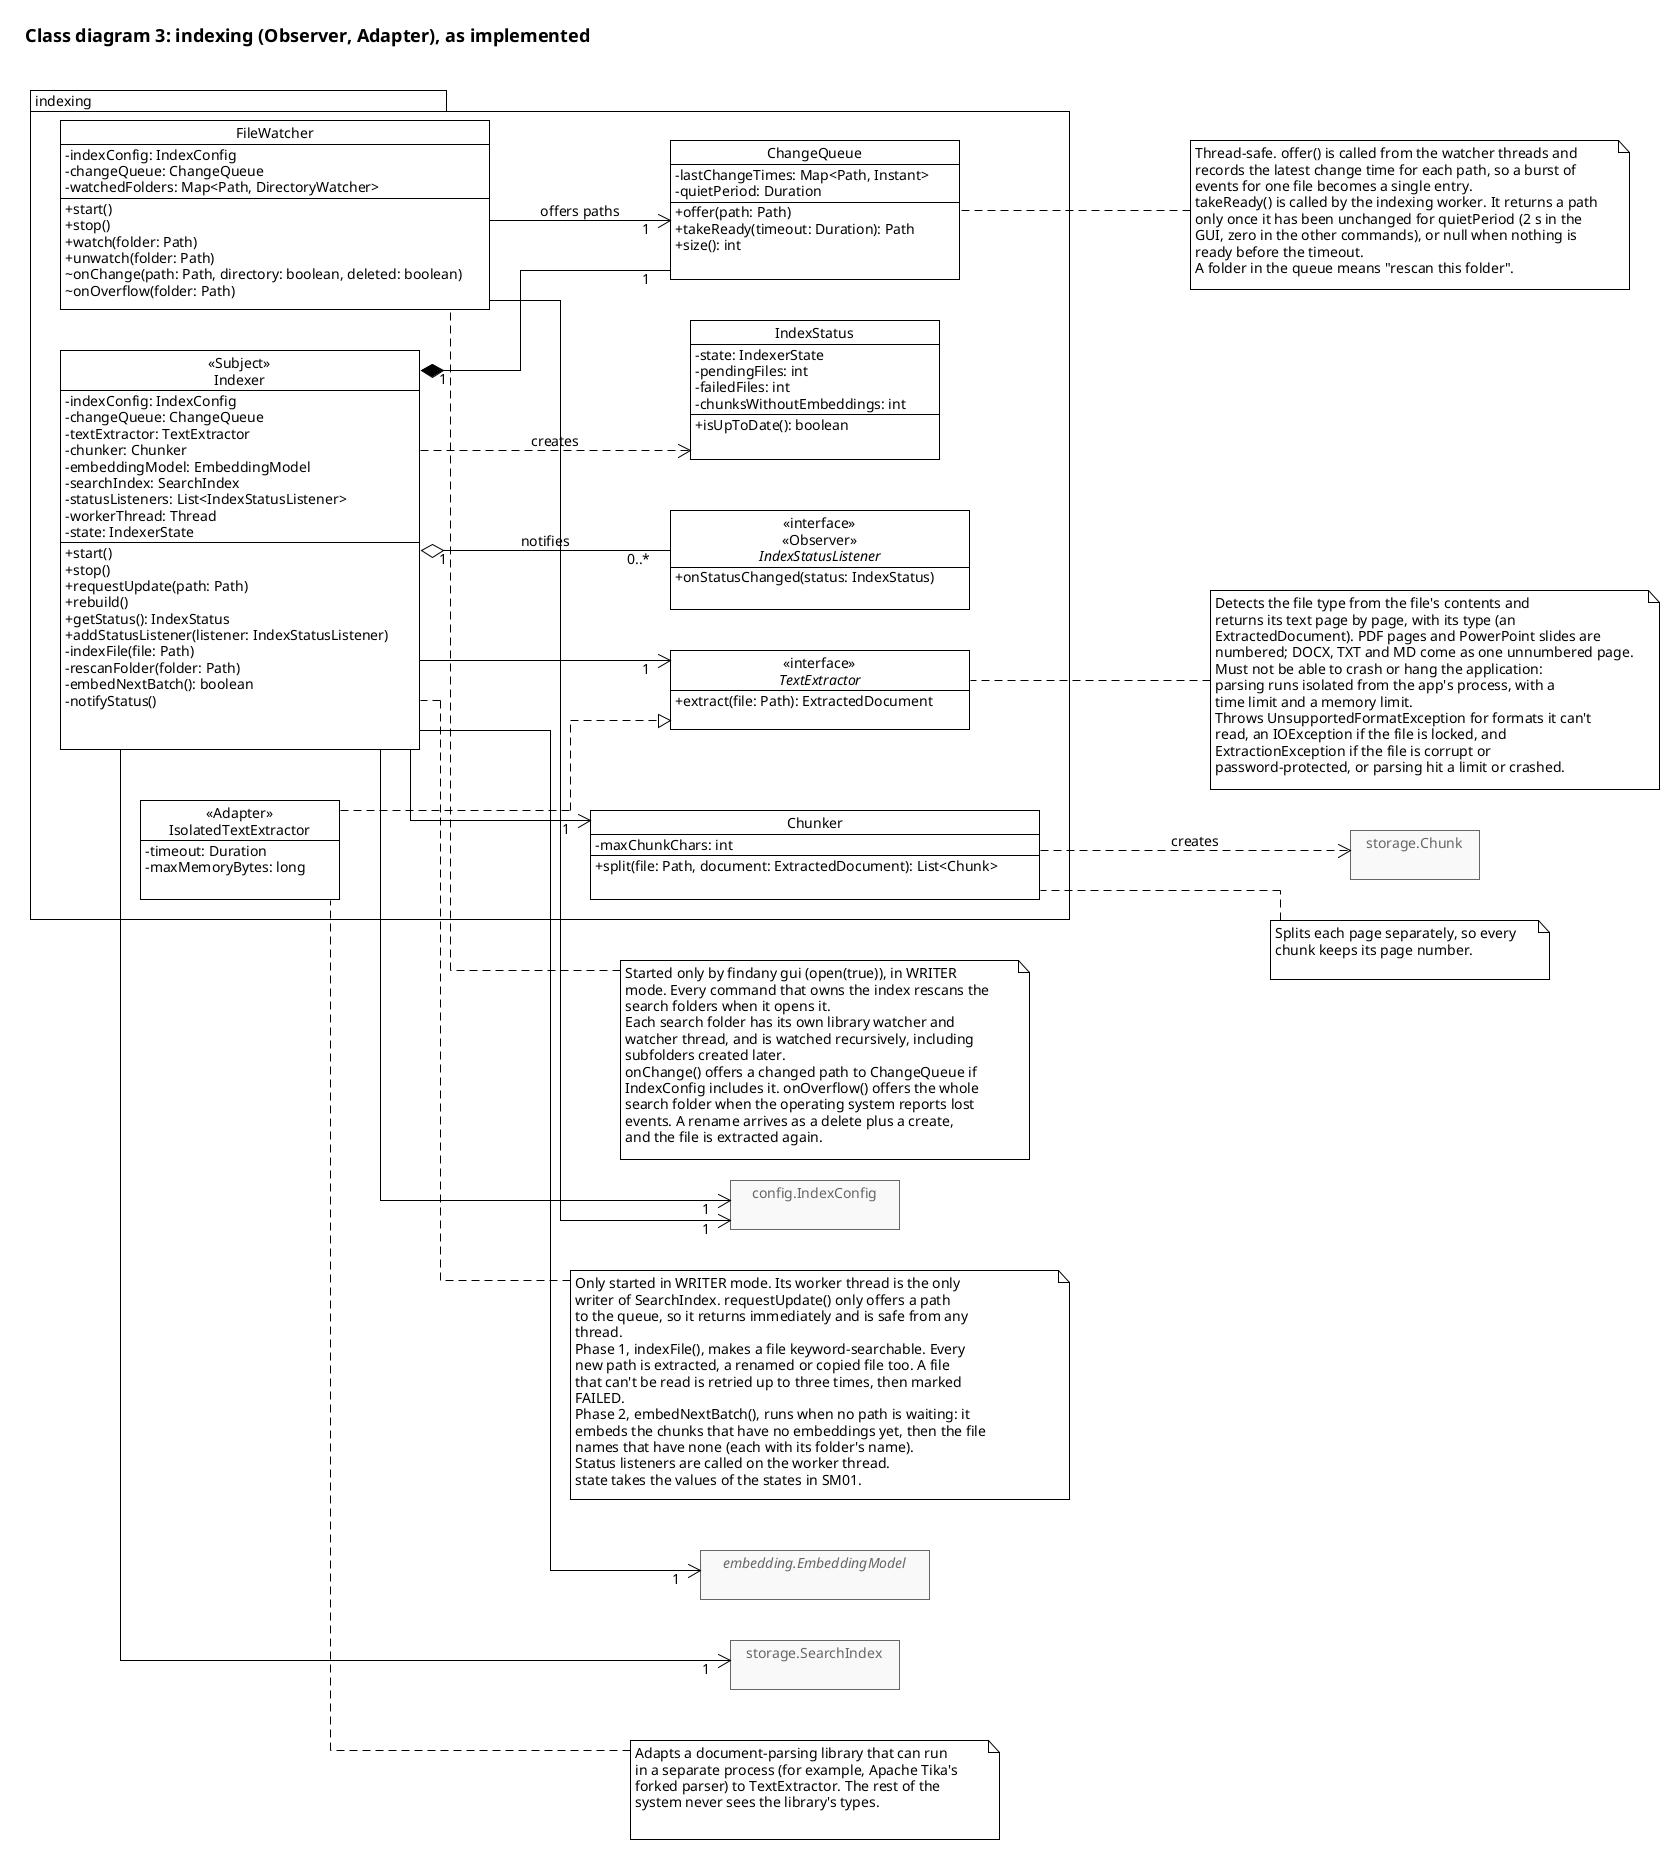 Class diagram 3: indexing (Observer, Adapter), as implemented
indexing
FileWatcher
-indexConfig: IndexConfig
-changeQueue: ChangeQueue
-watchedFolders: Map<Path, DirectoryWatcher>
+start()
+stop()
+watch(folder: Path)
+unwatch(folder: Path)
~onChange(path: Path, directory: boolean, deleted: boolean)
~onOverflow(folder: Path)
offers paths
1
ChangeQueue
-lastChangeTimes: Map<Path, Instant>
-quietPeriod: Duration
+offer(path: Path)
+takeReady(timeout: Duration): Path
+size(): int
1
Thread-safe. offer() is called from the watcher threads and
records the latest change time for each path, so a burst of
events for one file becomes a single entry.
takeReady() is called by the indexing worker. It returns a path
only once it has been unchanged for quietPeriod (2 s in the
GUI, zero in the other commands), or null when nothing is
ready before the timeout.
A folder in the queue means "rescan this folder".
«Subject»
Indexer
-indexConfig: IndexConfig
-changeQueue: ChangeQueue
-textExtractor: TextExtractor
-chunker: Chunker
-embeddingModel: EmbeddingModel
-searchIndex: SearchIndex
-statusListeners: List<IndexStatusListener>
-workerThread: Thread
-state: IndexerState
+start()
+stop()
+requestUpdate(path: Path)
+rebuild()
+getStatus(): IndexStatus
+addStatusListener(listener: IndexStatusListener)
-indexFile(file: Path)
-rescanFolder(folder: Path)
-embedNextBatch(): boolean
-notifyStatus()
1
creates
IndexStatus
-state: IndexerState
-pendingFiles: int
-failedFiles: int
-chunksWithoutEmbeddings: int
+isUpToDate(): boolean
1
notifies
0..*
«interface»
«Observer»
IndexStatusListener
+onStatusChanged(status: IndexStatus)
1
«interface»
TextExtractor
+extract(file: Path): ExtractedDocument
Detects the file type from the file's contents and
returns its text page by page, with its type (an
ExtractedDocument). PDF pages and PowerPoint slides are
numbered; DOCX, TXT and MD come as one unnumbered page.
Must not be able to crash or hang the application:
parsing runs isolated from the app's process, with a
time limit and a memory limit.
Throws UnsupportedFormatException for formats it can't
read, an IOException if the file is locked, and
ExtractionException if the file is corrupt or
password-protected, or parsing hit a limit or crashed.
«Adapter»
IsolatedTextExtractor
-timeout: Duration
-maxMemoryBytes: long
1
Chunker
-maxChunkChars: int
+split(file: Path, document: ExtractedDocument): List<Chunk>
creates
storage.Chunk
Splits each page separately, so every
chunk keeps its page number.
Started only by findany gui (open(true)), in WRITER
mode. Every command that owns the index rescans the
search folders when it opens it.
Each search folder has its own library watcher and
watcher thread, and is watched recursively, including
subfolders created later.
onChange() offers a changed path to ChangeQueue if
IndexConfig includes it. onOverflow() offers the whole
search folder when the operating system reports lost
events. A rename arrives as a delete plus a create,
and the file is extracted again.
config.IndexConfig
1
1
Only started in WRITER mode. Its worker thread is the only
writer of SearchIndex. requestUpdate() only offers a path
to the queue, so it returns immediately and is safe from any
thread.
Phase 1, indexFile(), makes a file keyword-searchable. Every
new path is extracted, a renamed or copied file too. A file
that can't be read is retried up to three times, then marked
FAILED.
Phase 2, embedNextBatch(), runs when no path is waiting: it
embeds the chunks that have no embeddings yet, then the file
names that have none (each with its folder's name).
Status listeners are called on the worker thread.
state takes the values of the states in SM01.
embedding.EmbeddingModel
1
storage.SearchIndex
1
Adapts a document-parsing library that can run
in a separate process (for example, Apache Tika's
forked parser) to TextExtractor. The rest of the
system never sees the library's types.